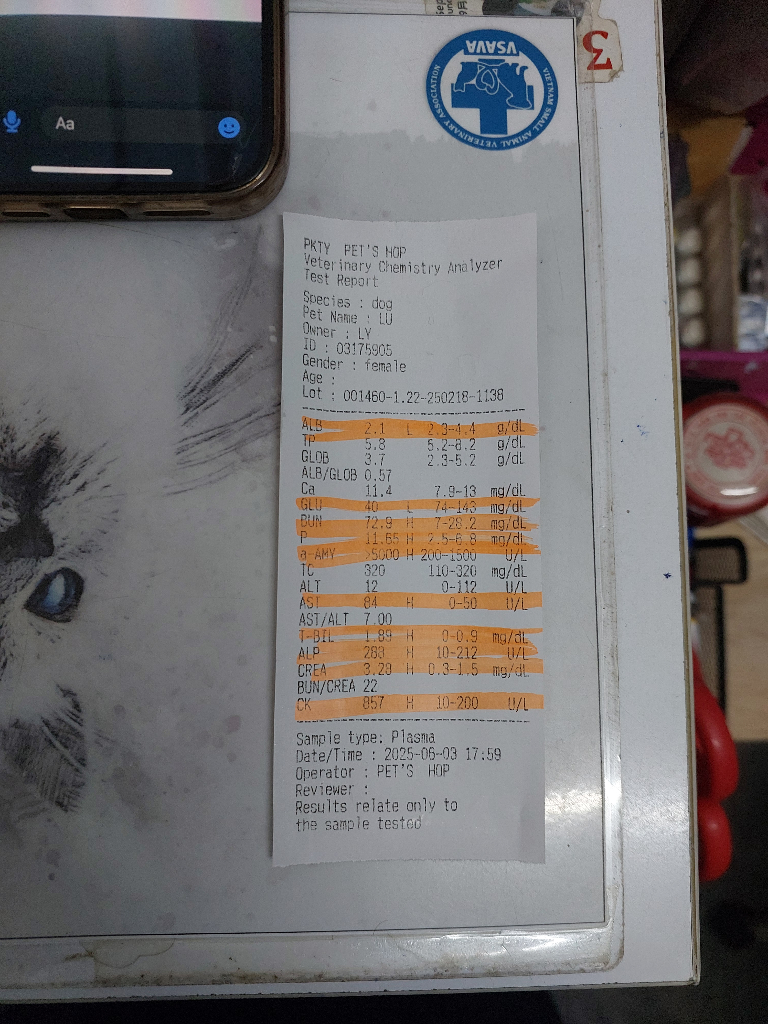 Aa
VSAVA
VIETNAM SMALL ANIMAL VETERINARY ASSOCIATION
3
PKTY PET'S HOP
Veterinary Chemistry Analyzer
Test Report
Species : dog
Pet Name : LU
Owner : LY
ID : 03175905
Gender : female
Age :
Lot : 001460-1.22-250218-1138
ALB 2.1 L 2.3-4.4 g/dL
TP 5.8 5.2-8.2 g/dL
GLOB 3.7 2.3-5.2 g/dL
ALB/GLOB 0.57
Ca 11.4 7.9-13 mg/dL
GLU 40 L 74-143 mg/dL
BUN 72.9 H 7-28.2 mg/dL
P 11.65 H 2.5-6.8 mg/dL
a-AMY >5000 H 200-1500 U/L
TC 320 110-320 mg/dL
ALT 12 0-112 U/L
AST 84 H 0-50 U/L
AST/ALT 7.00
T-BIL 1.89 H 0-0.9 mg/dL
ALP 263 H 10-212 U/L
CREA 3.29 H 0.3-1.5 mg/dL
BUN/CREA 22
CK 857 H 10-200 U/L
Sample type: Plasma
Date/Time : 2025-06-03 17:59
Operator : PET'S HOP
Reviewer :
Results relate only to
the sample tested